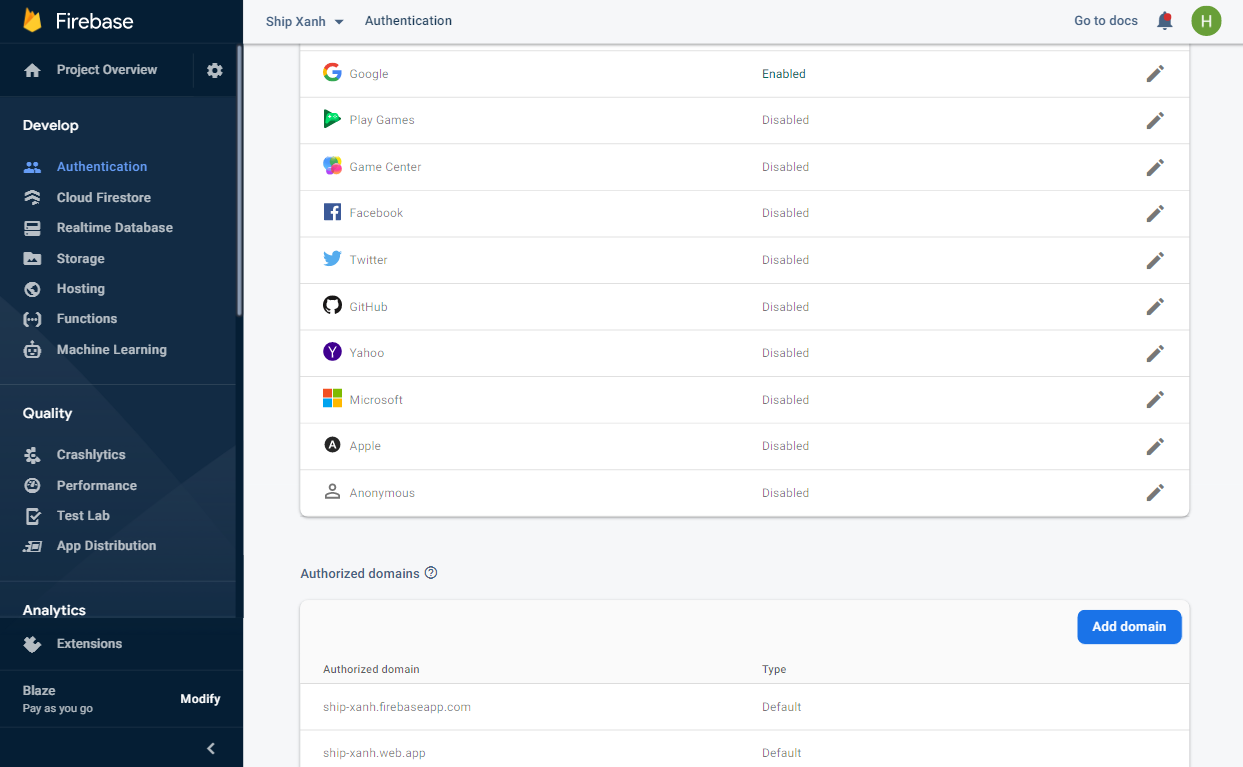 Firebase
Ship Xanh
Authentication
Go to docs
H
Project Overview
Develop
Authentication
Cloud Firestore
Realtime Database
Storage
Hosting
Functions
Machine Learning
Quality
Crashlytics
Performance
Test Lab
App Distribution
Analytics
Extensions
Blaze
Pay as you go
Modify
Google Enabled
Play Games Disabled
Game Center Disabled
Facebook Disabled
Twitter Disabled
GitHub Disabled
Yahoo Disabled
Microsoft Disabled
Apple Disabled
Anonymous Disabled
Authorized domains
Add domain
Authorized domain Type
ship-xanh.firebaseapp.com Default
ship-xanh.web.app Default